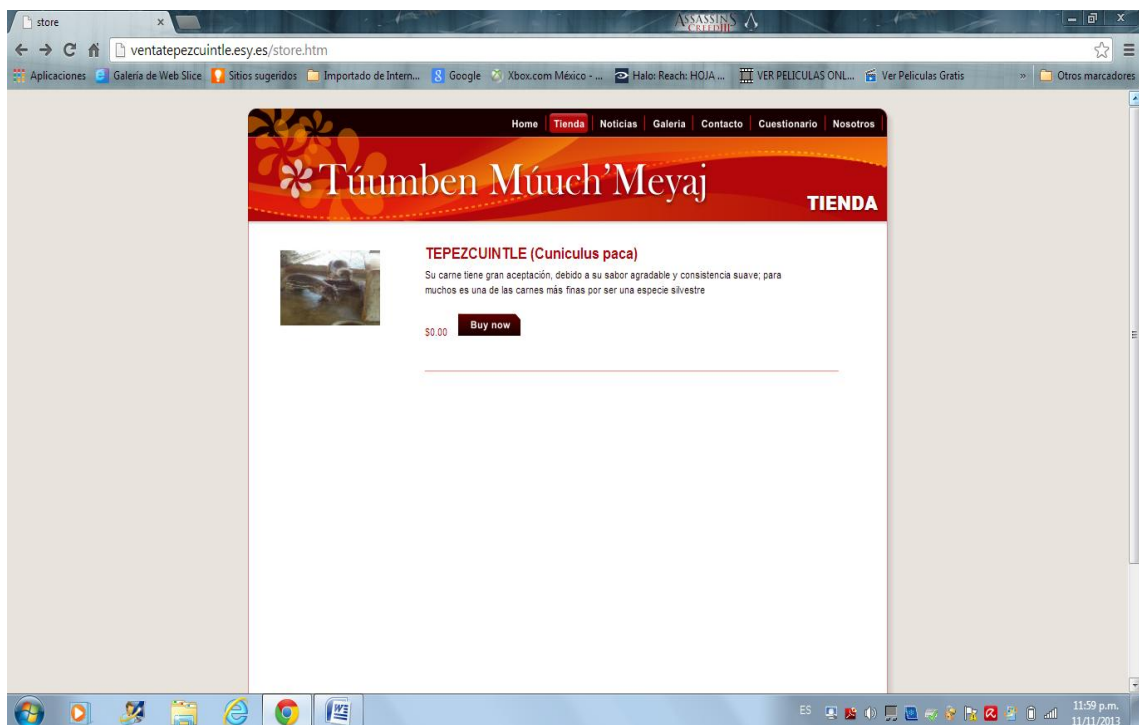 store
ASSASSINS
CREED III
ventatepezcuintle.esy.es/store.htm
Aplicaciones Galería de Web Slice Sitios sugeridos Importado de Intern... Google Xbox.com México - ... Halo: Reach: HOJA ... VER PELICULAS ONL... Ver Peliculas Gratis » Otros marcadores
Home Tienda Noticias Galeria Contacto Cuestionario Nosotros
Túumben Múuch'Meyaj
TIENDA
TEPEZCUINTLE (Cuniculus paca)
Su carne tiene gran aceptación, debido a su sabor agradable y consistencia suave; para
muchos es una de las carnes más finas por ser una especie silvestre
$0.00 Buy now
ES
11:59 p.m.
11/11/2013